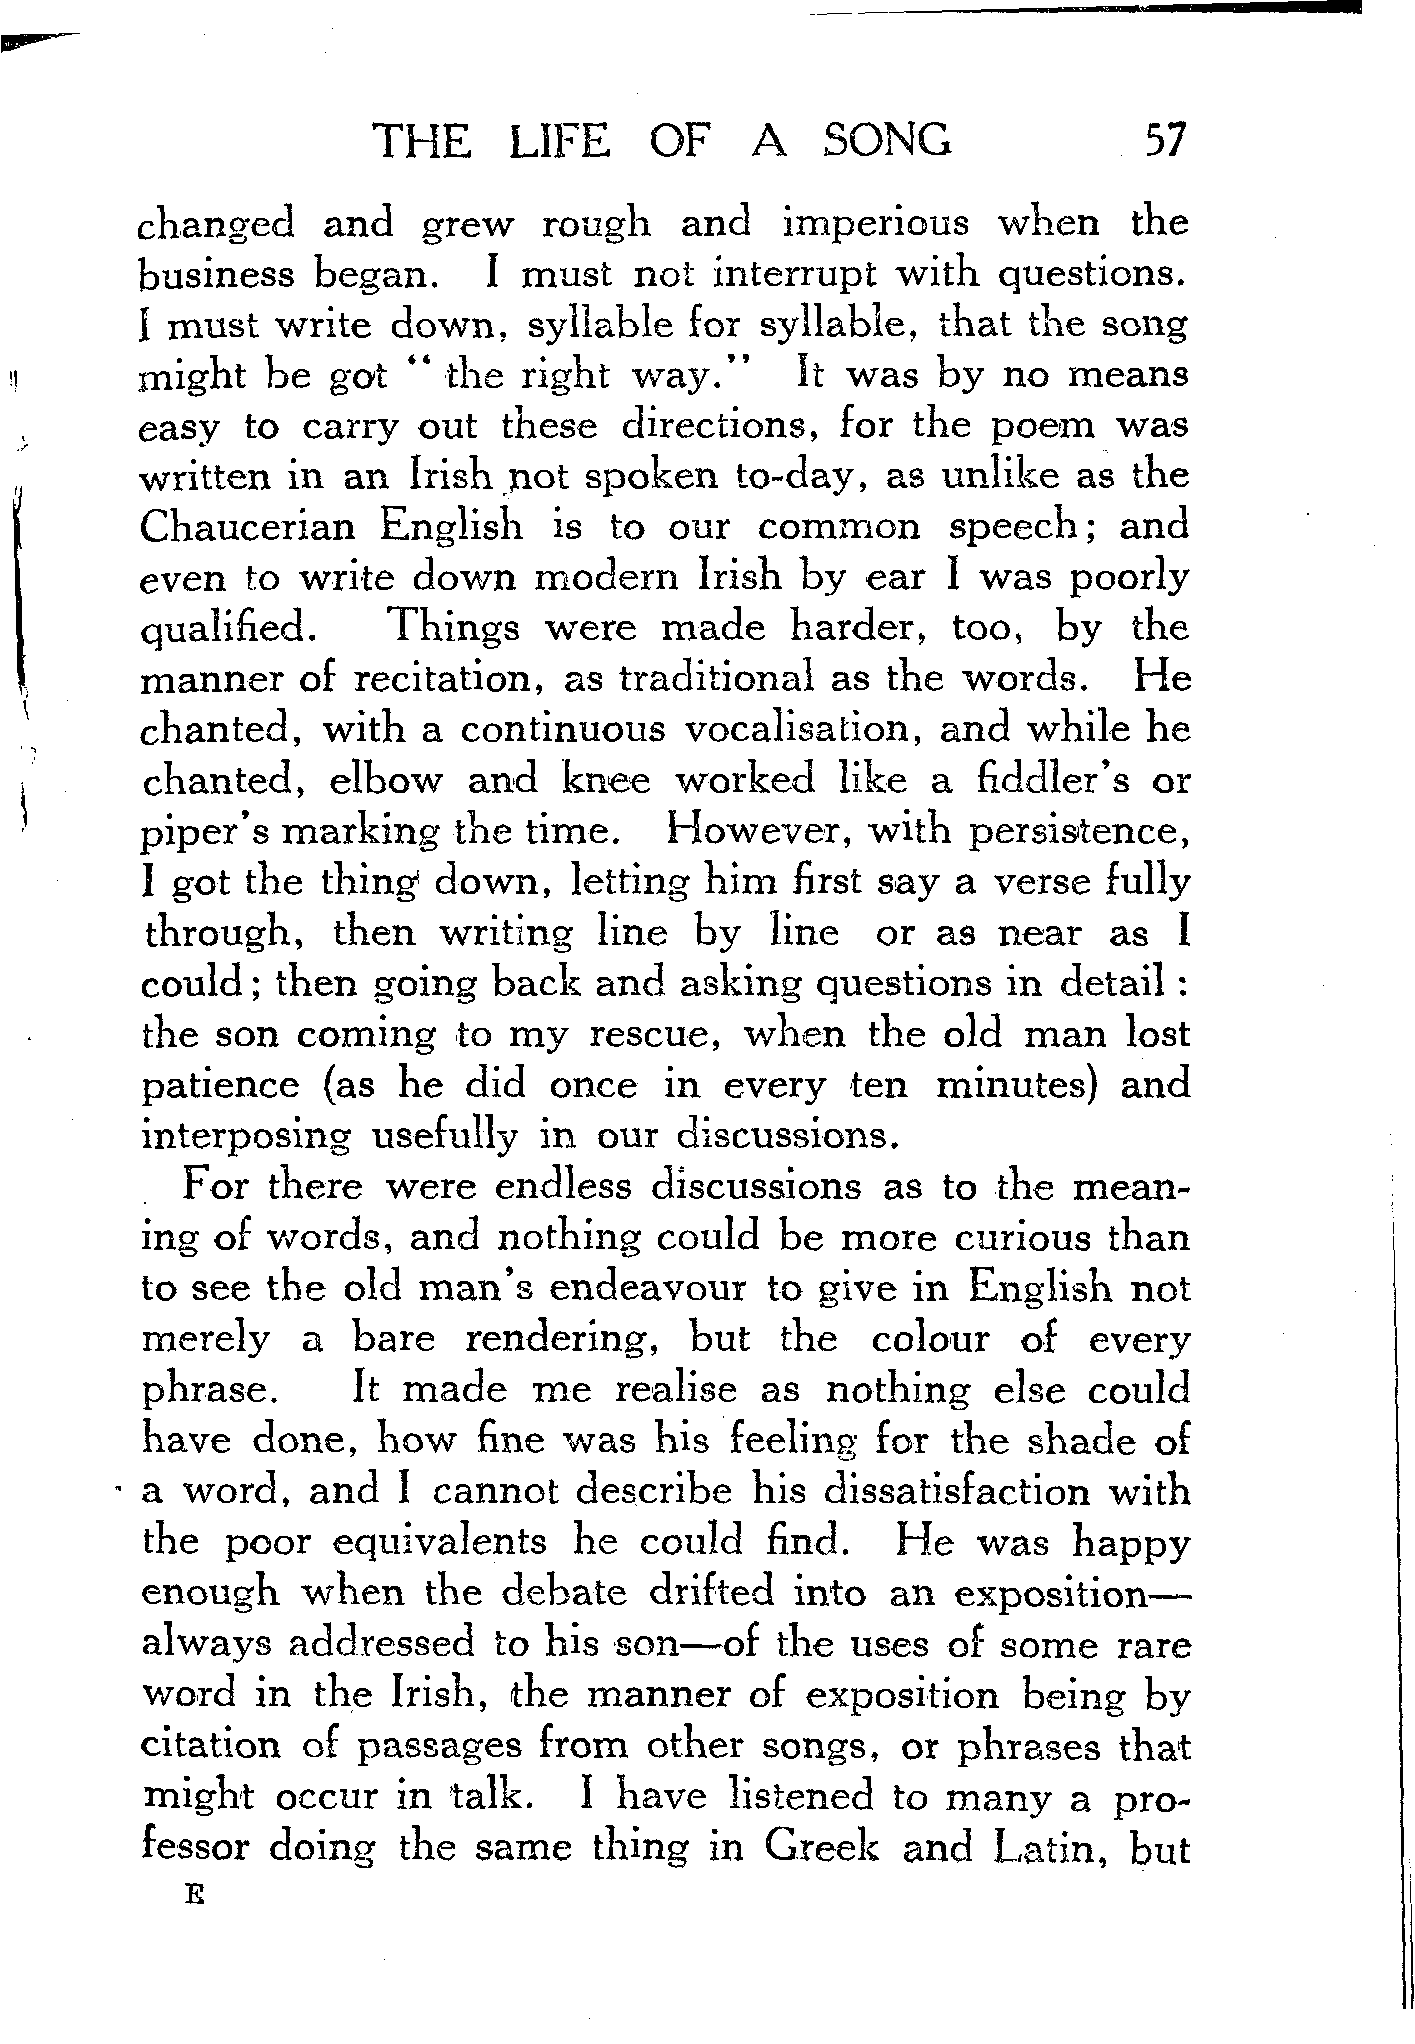 THE LIFE OF A SONG 57
changed and grew rough and imperious when the
business began. I must not interrupt with questions.
I must write down, syllable for syllable, that the song
might be got “ the right way.” It was by no means
easy to carry out these directions, for the poem was
written in an Irish not spoken to-day, as unlike as the
Chaucerian English is to our common speech; and
even to write down modern Irish by ear I was poorly
qualified. Things were made harder, too, by the
manner of recitation, as traditional as the words. He
chanted, with a continuous vocalisation, and while he
chanted, elbow and knee worked like a fiddler's or
piper's marking the time. However, with persistence,
I got the thing down, letting him first say a verse fully
through, then writing line by line or as near as I
could; then going back and asking questions in detail :
the son coming to my rescue, when the old man lost
patience (as he did once in every ten minutes) and
interposing usefully in our discussions.
For there were endless discussions as to the mean-
ing of words, and nothing could be more curious than
to see the old man's endeavour to give in English not
merely a bare rendering, but the colour of every
phrase. It made me realise as nothing else could
have done, how fine was his feeling for the shade of
a word, and I cannot describe his dissatisfaction with
the poor equivalents he could find. He was happy
enough when the debate drifted into an exposition—
always addressed to his son—of the uses of some rare
word in the Irish, the manner of exposition being by
citation of passages from other songs, or phrases that
might occur in talk. I have listened to many a pro-
fessor doing the same thing in Greek and Latin, but
E